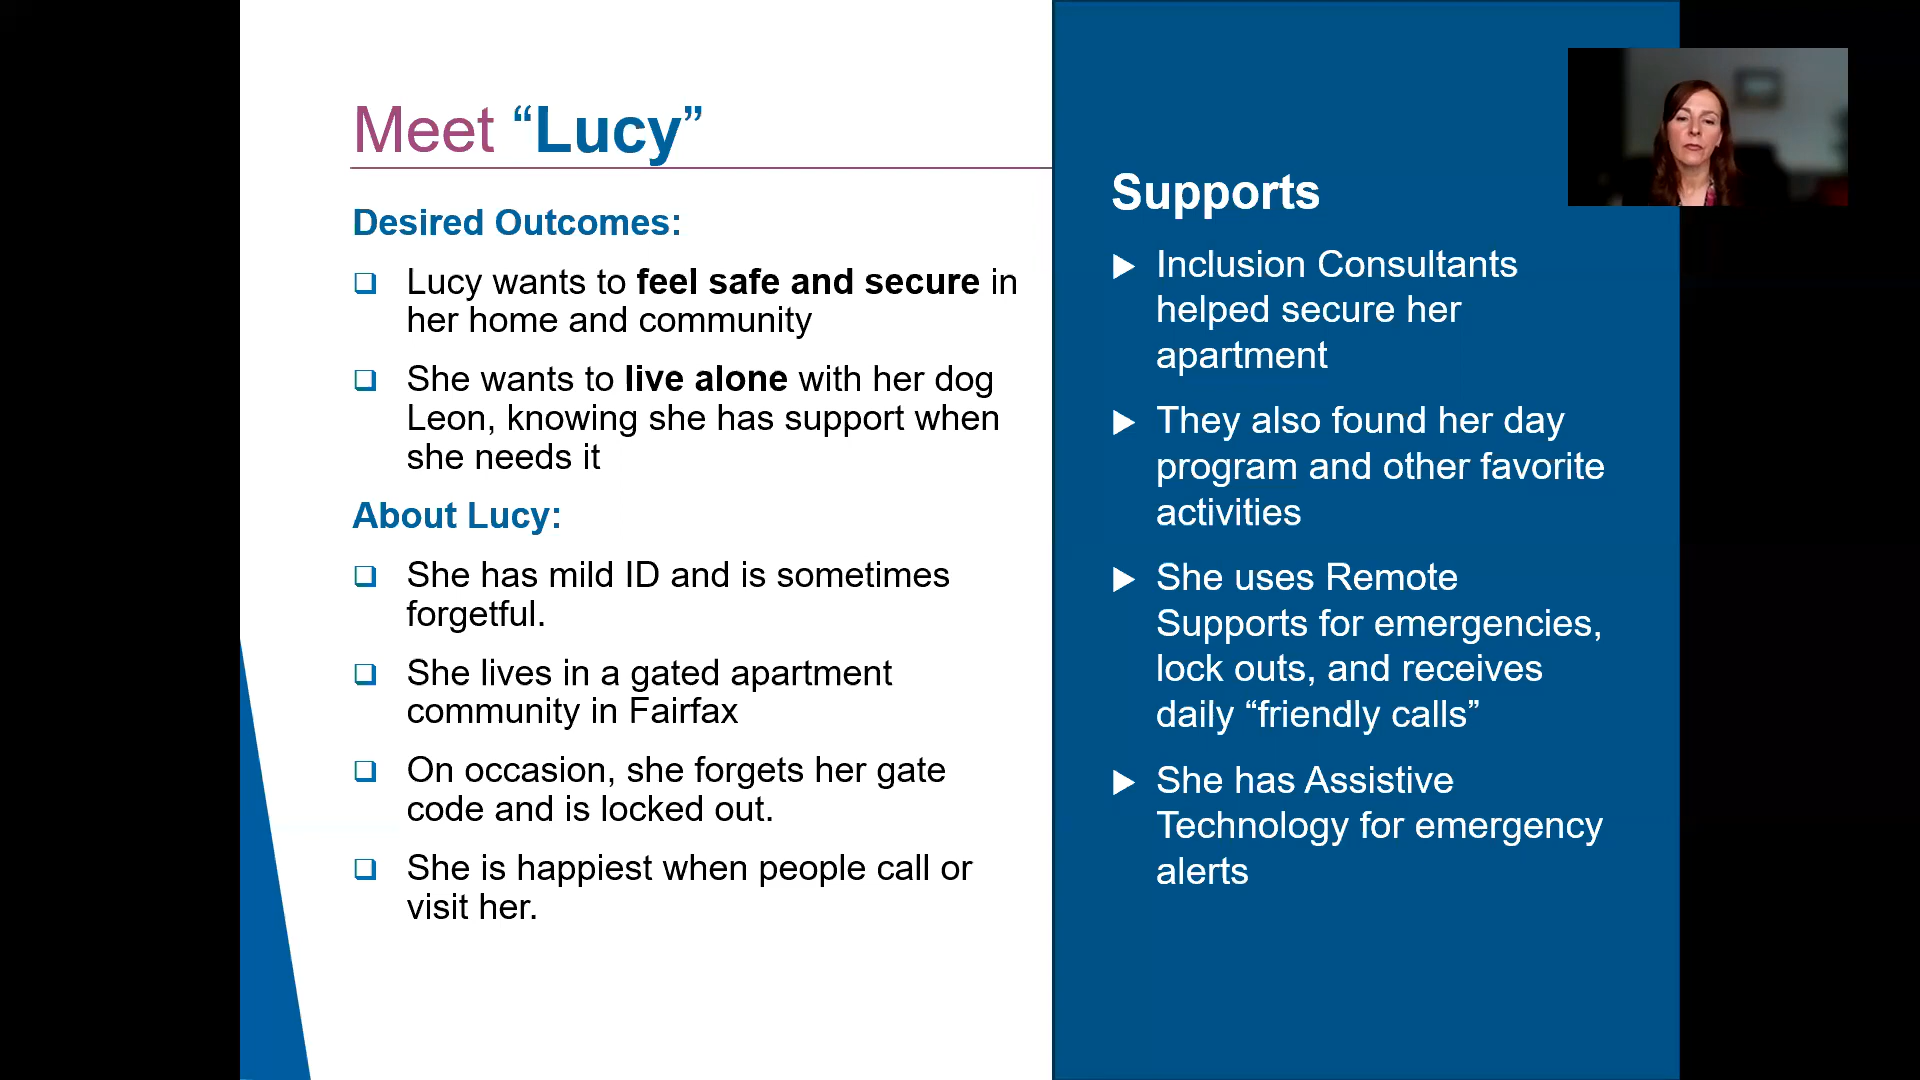 Meet “Lucy”
Desired Outcomes:
Lucy wants to feel safe and secure in
her home and community
She wants to live alone with her dog
Leon, knowing she has support when
she needs it
About Lucy:
She has mild ID and is sometimes
forgetful.
She lives in a gated apartment
community in Fairfax
On occasion, she forgets her gate
code and is locked out.
She is happiest when people call or
visit her.
Supports
Inclusion Consultants
helped secure her
apartment
They also found her day
program and other favorite
activities
She uses Remote
Supports for emergencies,
lock outs, and receives
daily “friendly calls”
She has Assistive
Technology for emergency
alerts